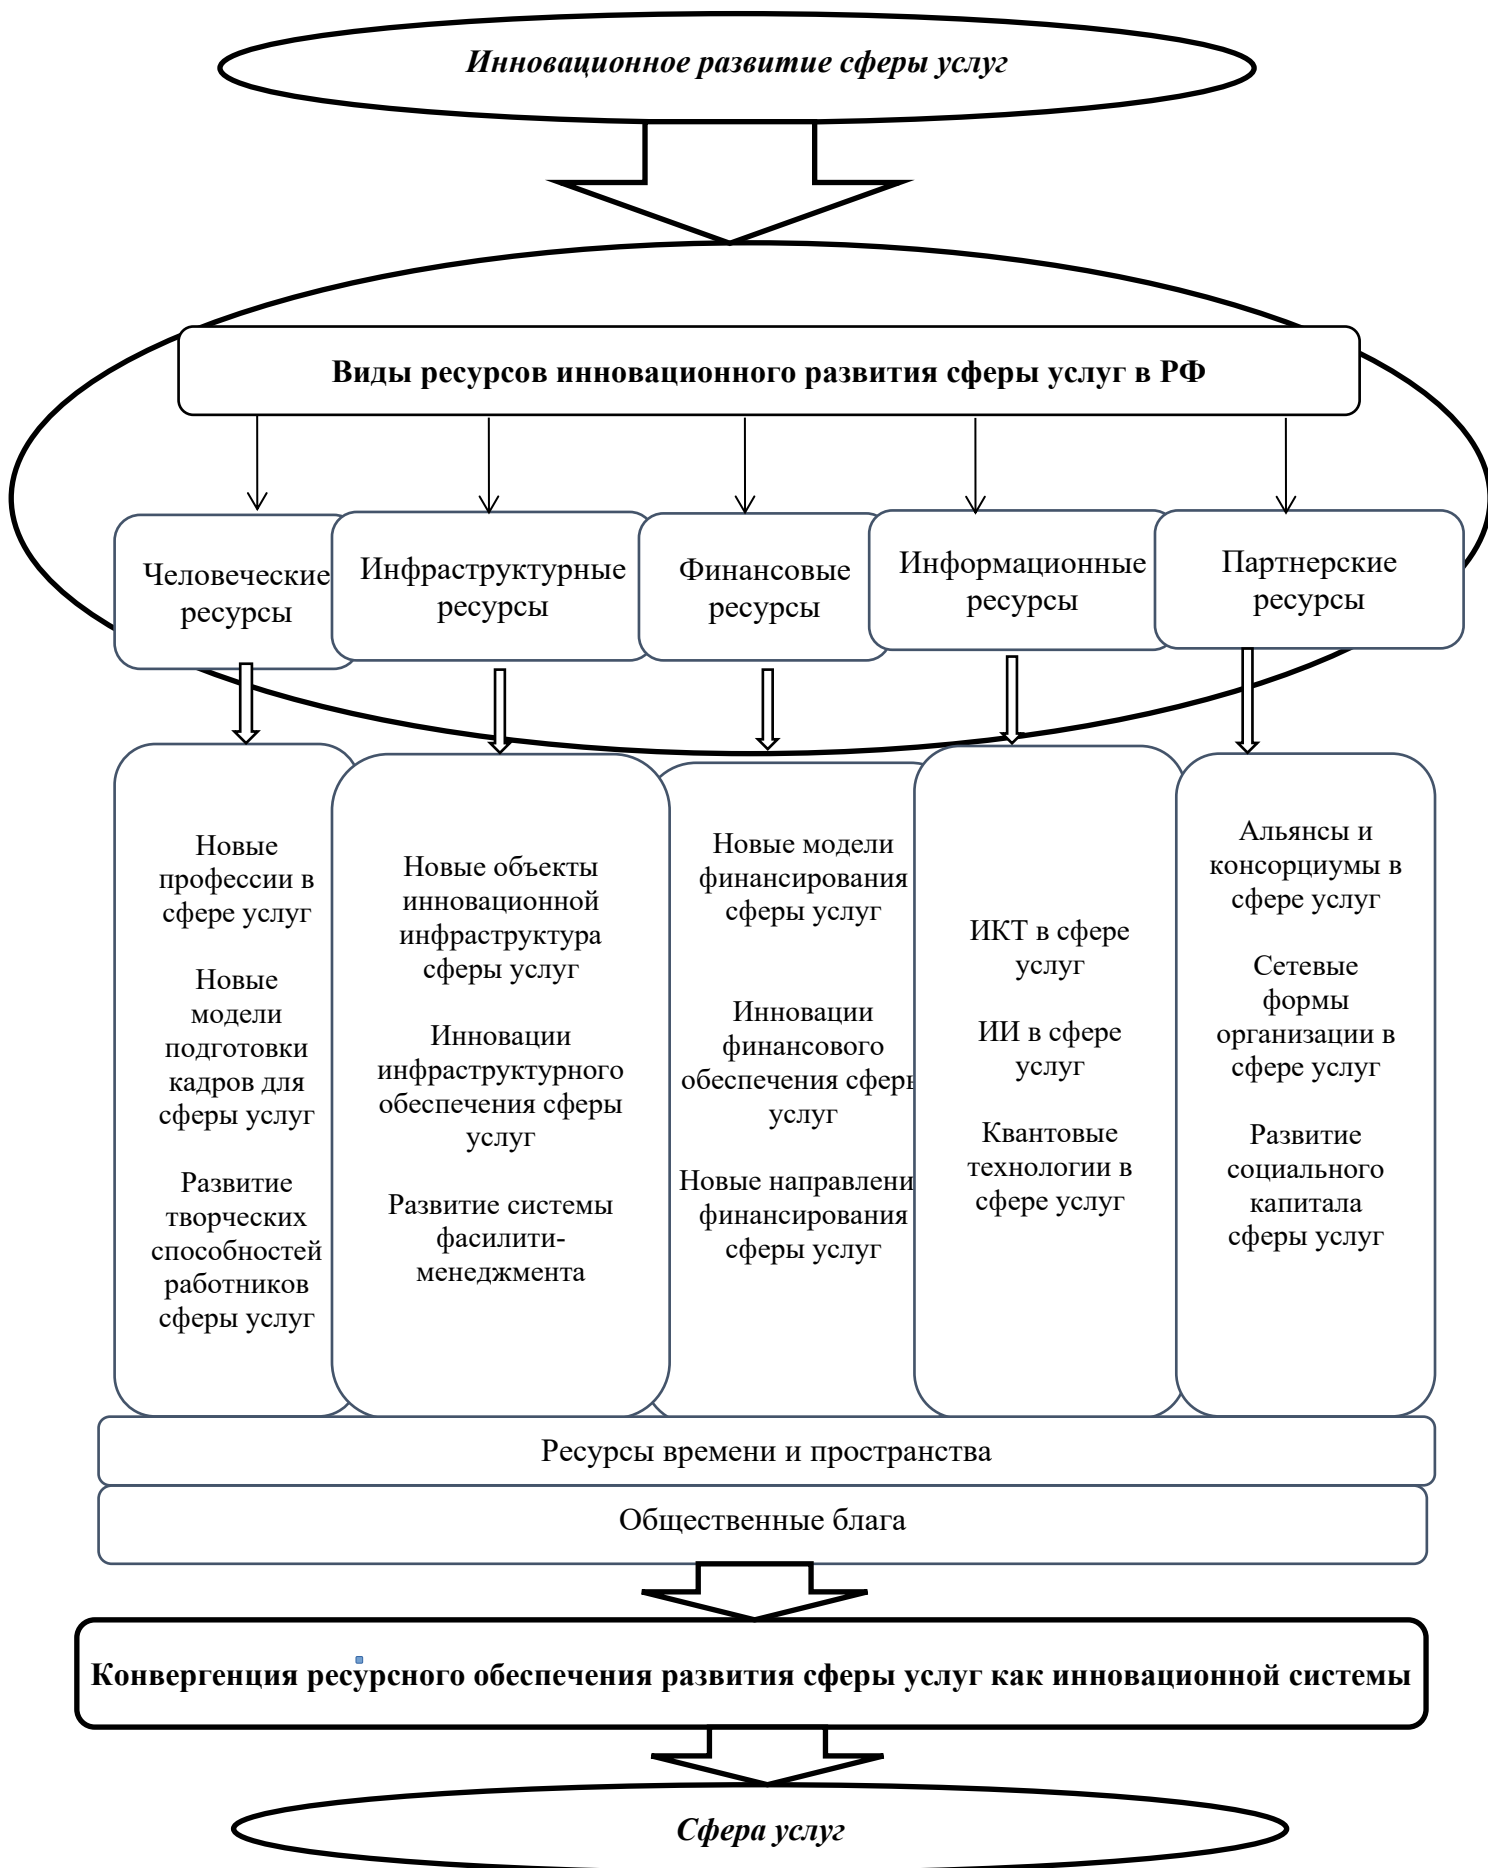 Инновационное развитие сферы услуг
Виды ресурсов инновационного развития сферы услуг в РФ
Человеческие
ресурсы
Инфраструктурные
ресурсы
Финансовые
ресурсы
Информационные
ресурсы
Партнерские
ресурсы
Новые
профессии в
сфере услуг
Новые
модели
подготовки
кадров для
сферы услуг
Развитие
творческих
способностей
работников
сферы услуг
Новые объекты
инновационной
инфраструктура
сферы услуг
Инновации
инфраструктурного
обеспечения сферы
услуг
Развитие системы
фасилити-
менеджмента
Новые модели
финансирования
сферы услуг
Инновации
финансового
обеспечения сферы
услуг
Новые направлени
финансирования
сферы услуг
ИКТ в сфере
услуг
ИИ в сфере
услуг
Квантовые
технологии в
сфере услуг
Альянсы и
консорциумы в
сфере услуг
Сетевые
формы
организации в
сфере услуг
Развитие
социального
капитала
сферы услуг
Ресурсы времени и пространства
Общественные блага
Конвергенция ресурсного обеспечения развития сферы услуг как инновационной системы
Сфера услуг